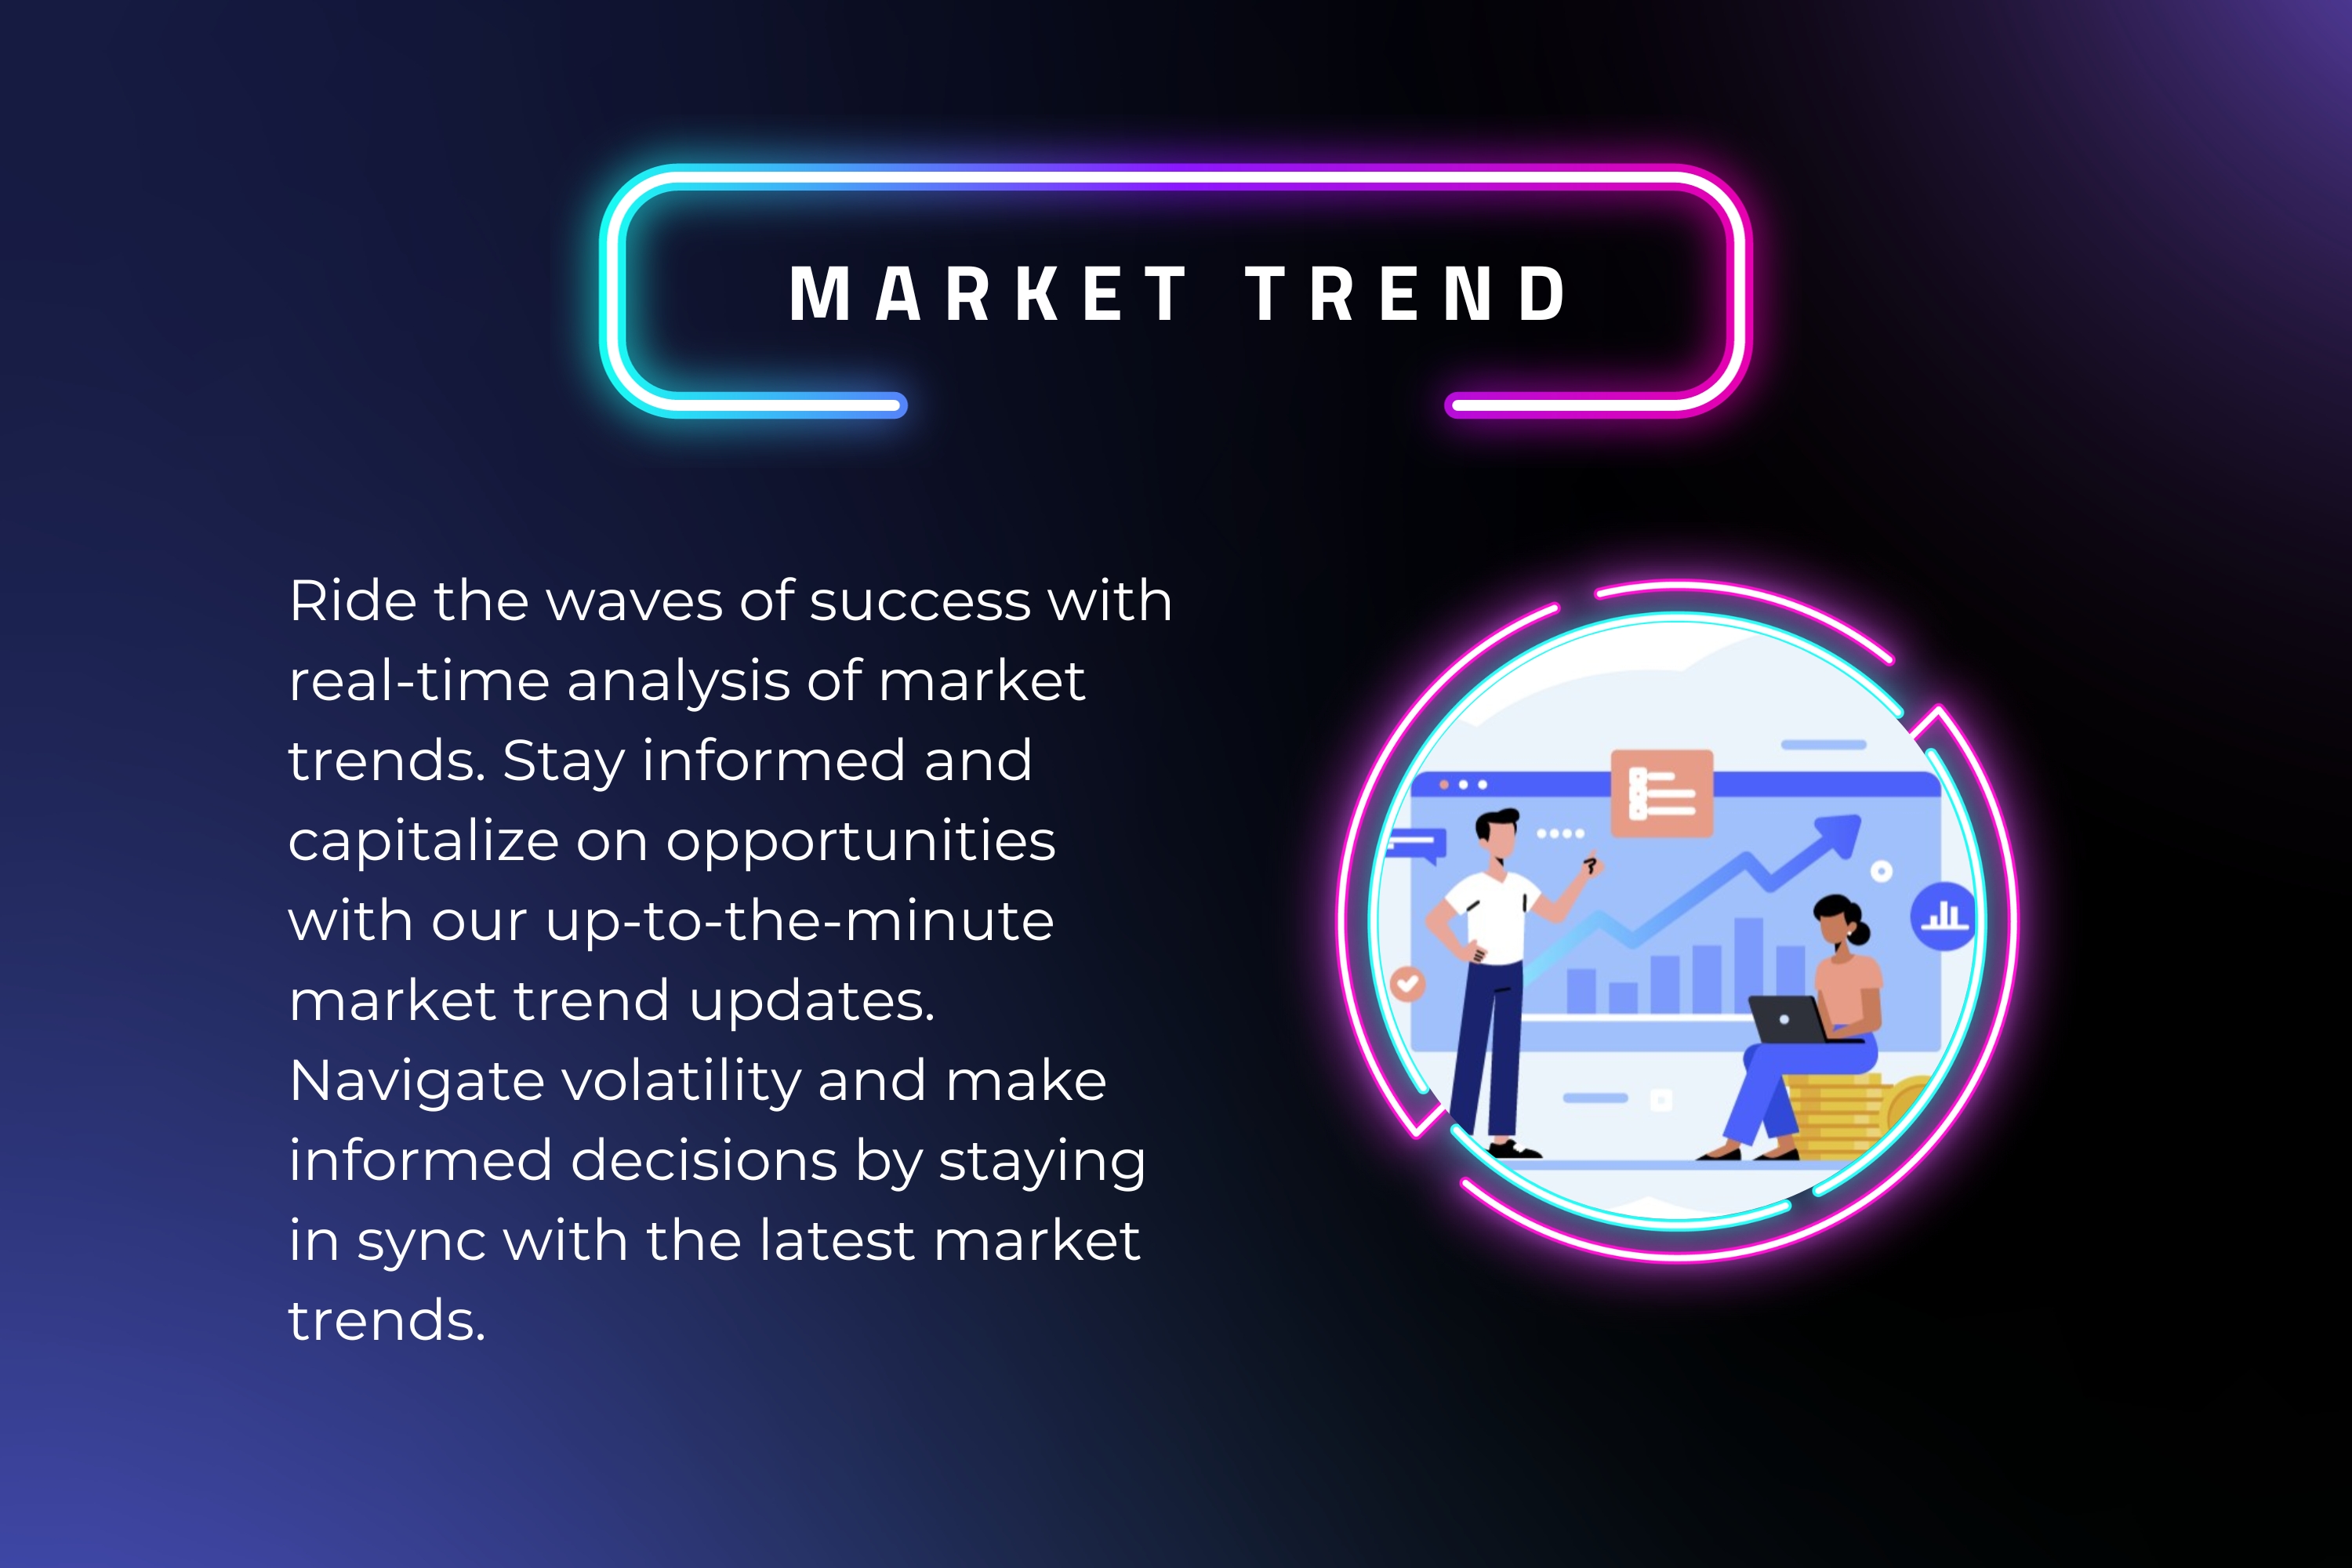 MARKET TREND
Ride the waves of success with
real-time analysis of market
trends. Stay informed and
capitalize on opportunities
with our up-to-the-minute
market trend updates.
Navigate volatility and make
informed decisions by staying
in sync with the latest market
trends.